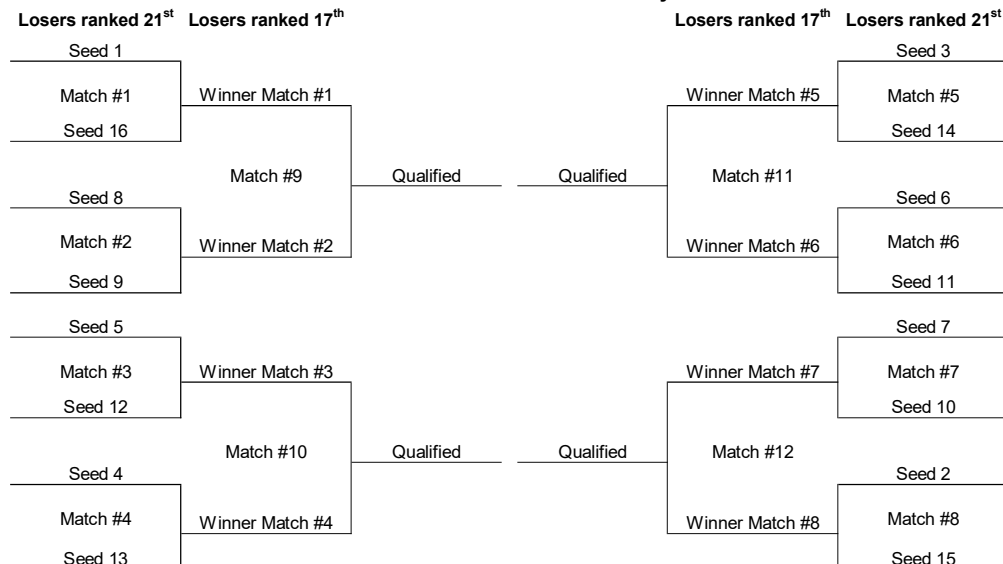 Losers ranked 21st Losers ranked 17th Losers ranked 17th Losers ranked 21st
Seed 1 Seed 3
Match #1 Winner Match #1 Winner Match #5 Match #5
Seed 16 Seed 14
Match #9 Qualified Qualified Match #11
Seed 8 Seed 6
Match #2 Winner Match #2 Winner Match #6 Match #6
Seed 9 Seed 11
Seed 5 Seed 7
Match #3 Winner Match #3 Winner Match #7 Match #7
Seed 12 Seed 10
Match #10 Qualified Qualified Match #12
Seed 4 Seed 2
Match #4 Winner Match #4 Winner Match #8 Match #8
Seed 13 Seed 15